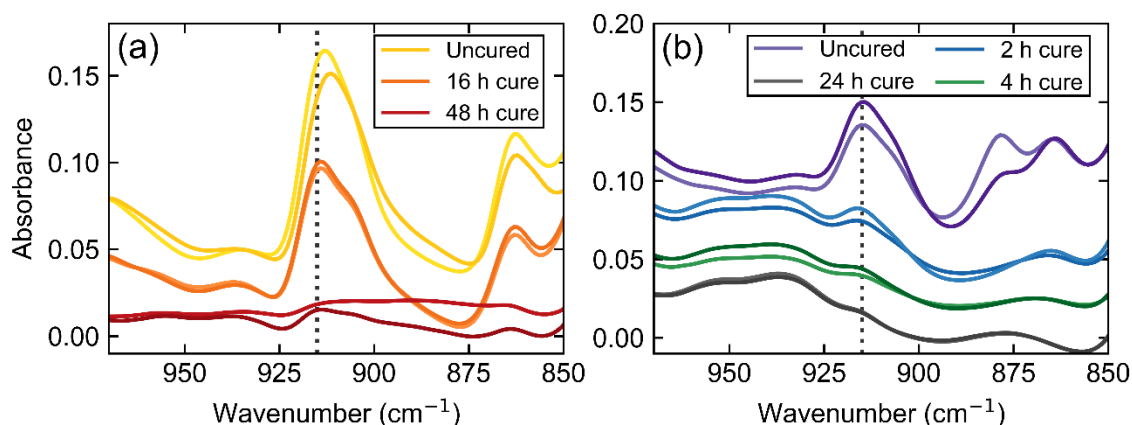 (a)
Uncured
16 h cure
48 h cure
0.15
0.10
0.05
0.00
Absorbance
950 925 900 875 850
Wavenumber (cm⁻¹)
(b)
Uncured 2 h cure
24 h cure 4 h cure
0.20
0.15
0.10
0.05
0.00
950 925 900 875 850
Wavenumber (cm⁻¹)